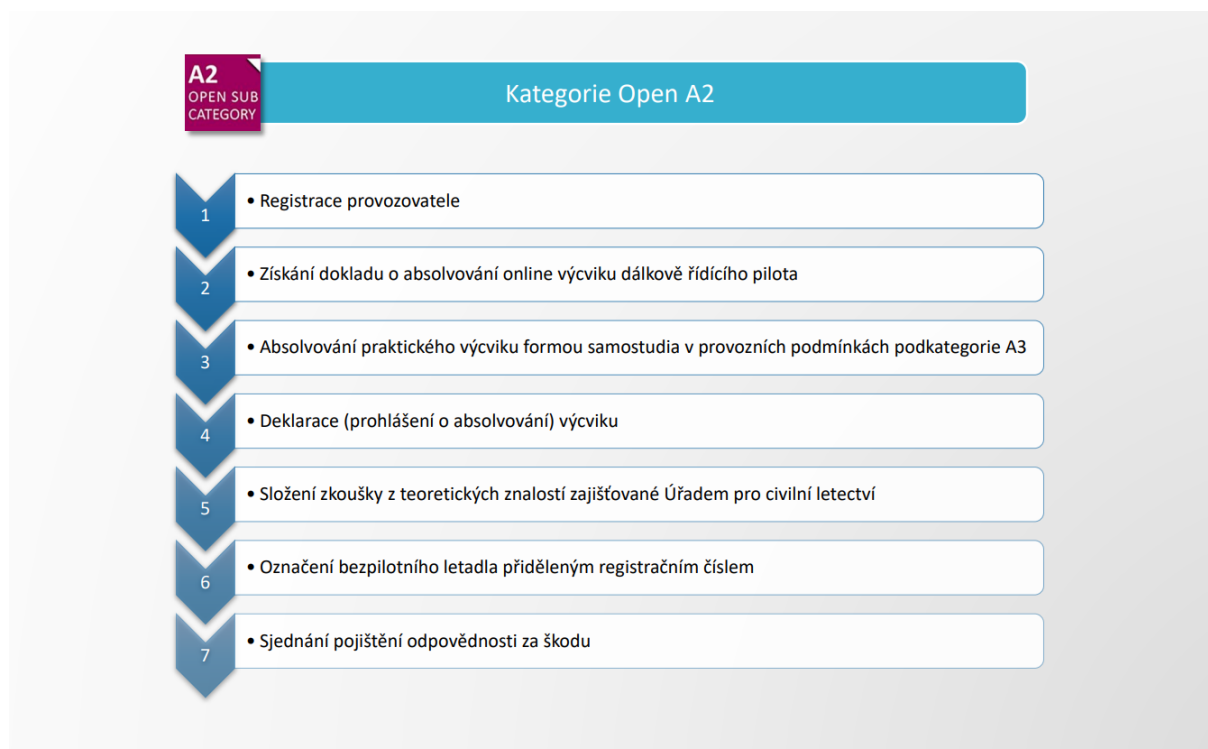 A2
OPEN SUB
CATEGORY
Kategorie Open A2
1
• Registrace provozovatele
2
• Získání dokladu o absolvování online výcviku dálkově řídícího pilota
3
• Absolvování praktického výcviku formou samostudia v provozních podmínkách podkategorie A3
4
• Deklarace (prohlášení o absolvování) výcviku
5
• Složení zkoušky z teoretických znalostí zajišťované Úřadem pro civilní letectví
6
• Označení bezpilotního letadla přiděleným registračním číslem
7
• Sjednání pojištění odpovědnosti za škodu